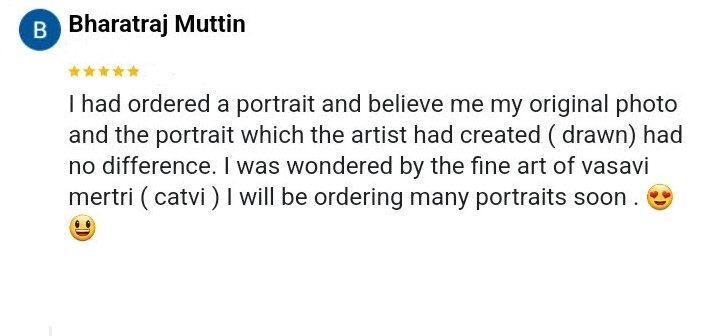 B Bharatraj Muttin
I had ordered a portrait and believe me my original photo
and the portrait which the artist had created ( drawn) had
no difference. I was wondered by the fine art of vasavi
mertri ( catvi ) I will be ordering many portraits soon . 😍
😃